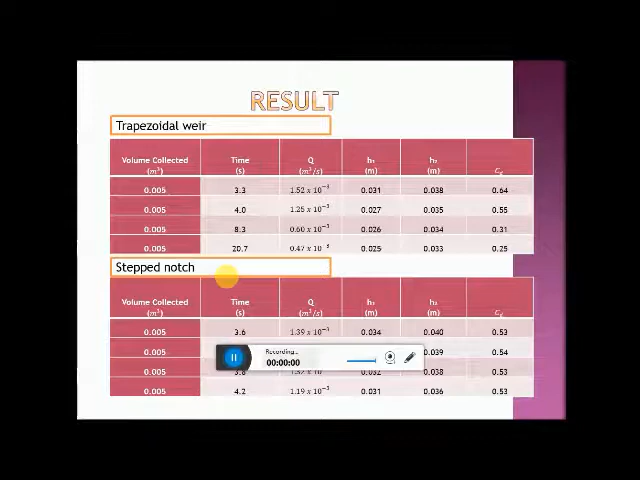 RESULT
Trapezoidal weir
Volume Collected (m³) Time (s) Q (m³/s) h₁ (m) h₂ (m) C_d
0.005 3.3 1.52 x 10⁻³ 0.031 0.038 0.64
0.005 4.0 1.25 x 10⁻³ 0.027 0.035 0.55
0.005 8.3 0.60 x 10⁻³ 0.026 0.034 0.31
0.005 20.7 0.47 x 10⁻³ 0.025 0.033 0.25
Stepped notch
Volume Collected (m³) Time (s) Q (m³/s) h₁ (m) h₂ (m) C_d
0.005 3.6 1.39 x 10⁻³ 0.034 0.040 0.53
0.005 0.039 0.54
Recording...
00:00:00
0.005 3.8 0.032 0.038 0.53
0.005 4.2 1.19 x 10⁻³ 0.031 0.036 0.53